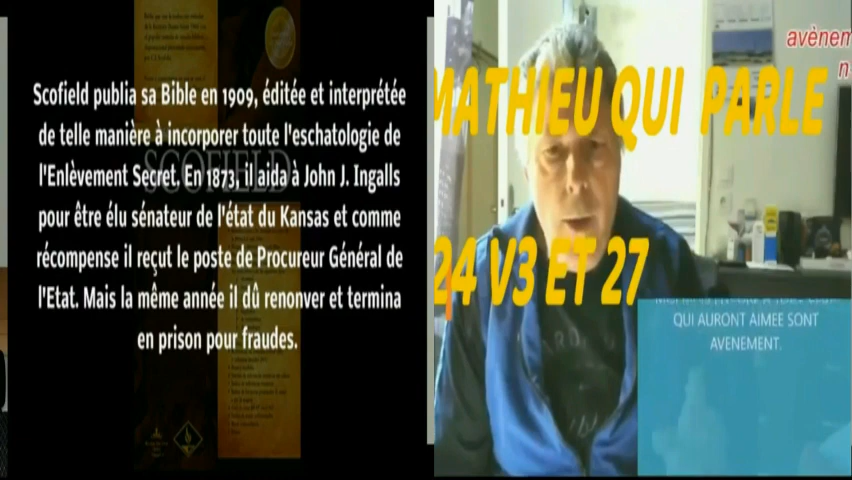 Scofield publia sa Bible en 1909, éditée et interprétée
de telle manière à incorporer toute l'eschatologie de
l'Enlèvement Secret. En 1873, il aida à John J. Ingalls
pour être élu sénateur de l'état du Kansas et comme
récompense il reçut le poste de Procureur Général de
l'Etat. Mais la même année il dû renonver et termina
en prison pour fraudes.
SCOFIELD
avènem
n-
MATHIEU QUI PARLE
24 V3 ET 27
QUI AURONT AIMEE SONT
AVENEMENT.